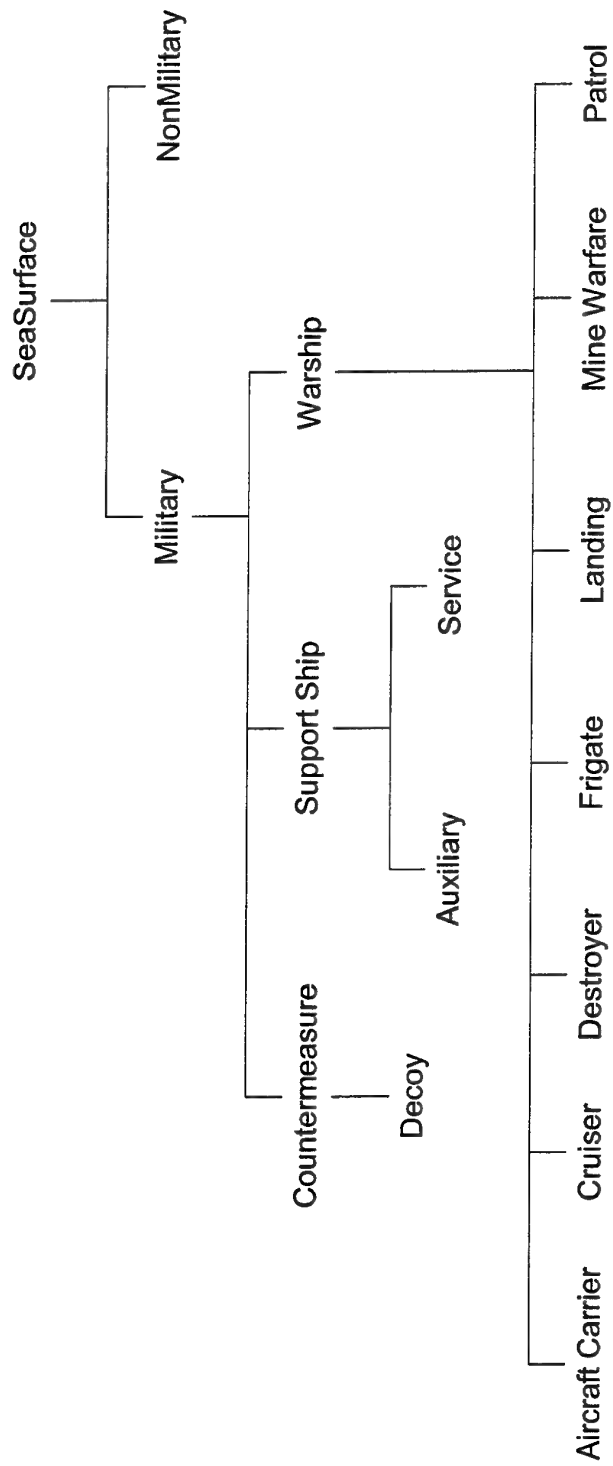 SeaSurface
Military
NonMilitary
Countermeasure
Support Ship
Warship
Decoy
Auxiliary
Service
Aircraft Carrier
Cruiser
Destroyer
Frigate
Landing
Mine Warfare
Patrol